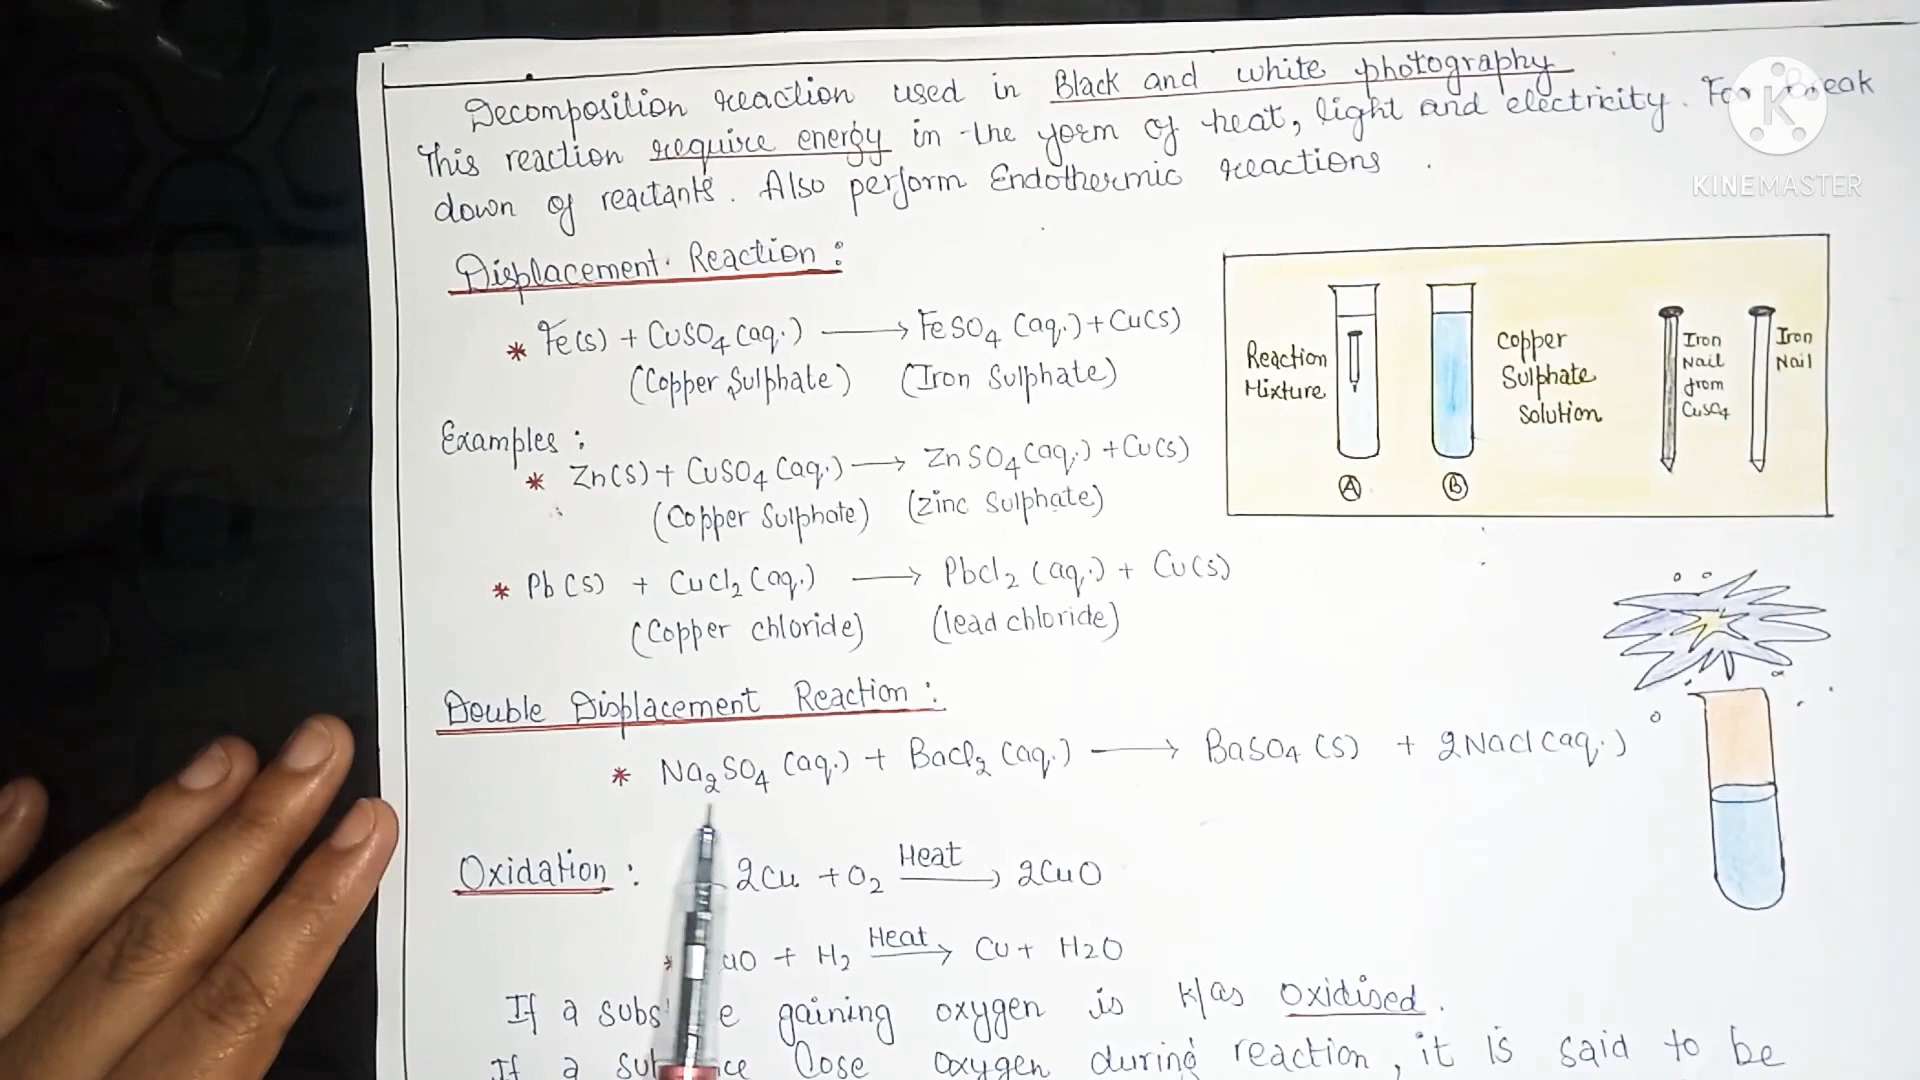 Decomposition reaction used in Black and white photography
This reaction require energy in the form of heat, light and electricity. For Break
down of reactants. Also perform Endothermic reactions.
KINEMASTER
Displacement Reaction:
* Fe(s) + CuSO4 (aq.) → FeSO4 (aq.) + Cu(s)
(Copper Sulphate) (Iron Sulphate)
Examples:
* Zn(s) + CuSO4 (aq.) → ZnSO4 (aq.) + Cu(s)
(Copper Sulphate) (Zinc Sulphate)
* Pb(s) + CuCl2 (aq.) → PbCl2 (aq.) + Cu(s)
(Copper chloride) (lead chloride)
Reaction
Mixture
A
B
Copper
Sulphate
Solution
Iron
Nail
from
CuSO4
Iron
Nail
Double Displacement Reaction:
* Na2SO4 (aq.) + BaCl2 (aq.) → BaSO4 (s) + 2NaCl (aq.)
Oxidation: 2Cu + O2 Heat → 2CuO
* uO + H2 Heat → Cu + H2O
If a subs e gaining oxygen is k/as oxidised.
If a su ce lose oxygen during reaction, it is said to be